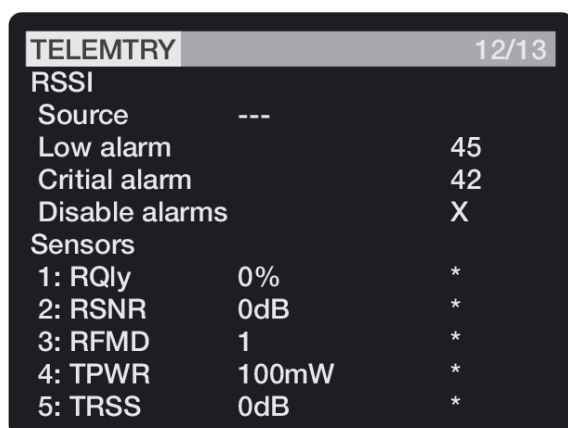 TELEMTRY 12/13
RSSI
Source ---
Low alarm 45
Critial alarm 42
Disable alarms X
Sensors
1: RQly 0% *
2: RSNR 0dB *
3: RFMD 1 *
4: TPWR 100mW *
5: TRSS 0dB *